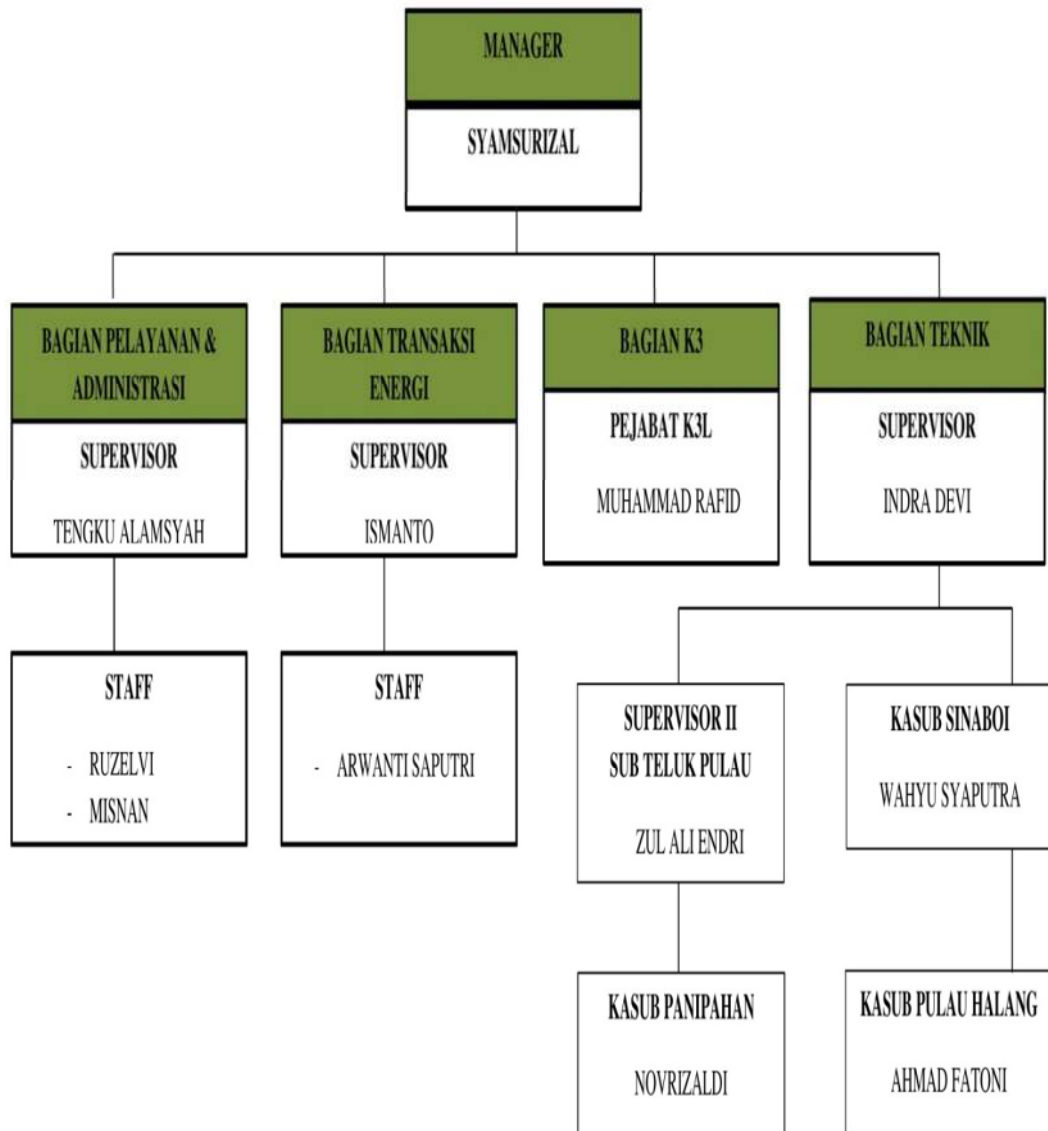 MANAGER
SYAMSURIZAL
BAGIAN PELAYANAN &
ADMINISTRASI
SUPERVISOR
TENGKU ALAMSYAH
BAGIAN TRANSAKSI
ENERGI
SUPERVISOR
ISMANTO
BAGIAN K3
PEJABAT K3L
MUHAMMAD RAFID
BAGIAN TEKNIK
SUPERVISOR
INDRA DEVI
STAFF
- RUZELVI
- MISNAN
STAFF
- ARWANTI SAPUTRI
SUPERVISOR II
SUB TELUK PULAU
ZUL ALI ENDRI
KASUB SINABOI
WAHYU SYAPUTRA
KASUB PANIPAHAN
NOVRIZALDI
KASUB PULAU HALANG
AHMAD FATONI